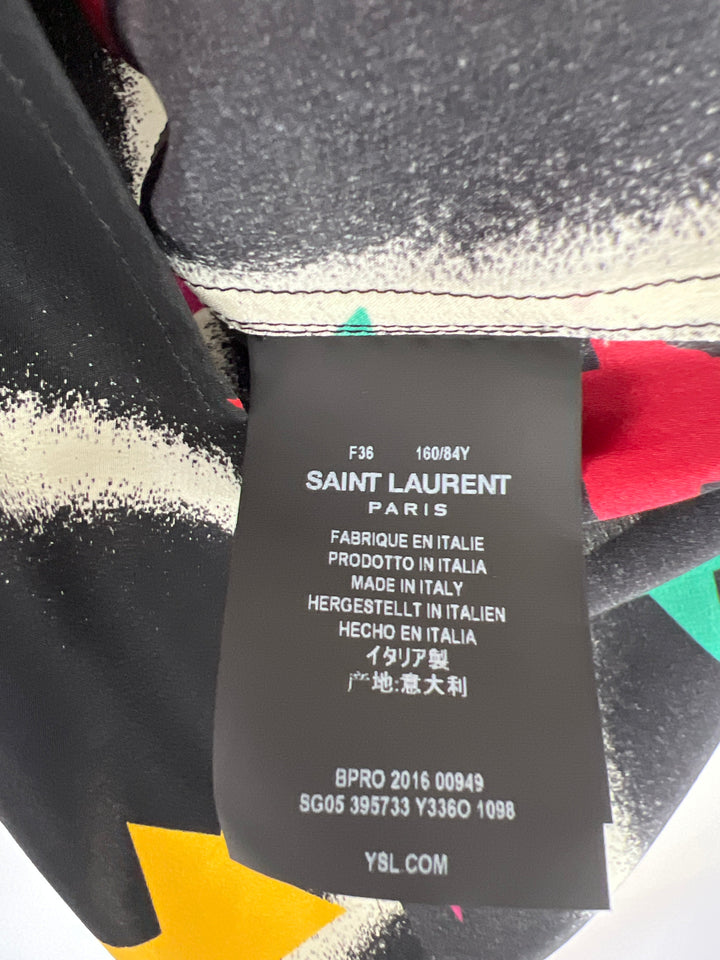 F36 160/84Y
SAINT LAURENT
PARIS
FABRIQUE EN ITALIE
PRODOTTO IN ITALIA
MADE IN ITALY
HERGESTELLT IN ITALIEN
HECHO EN ITALIA
イタリア製
产地:意大利
BPRO 2016 00949
SG05 395733 Y336O 1098
YSL.COM